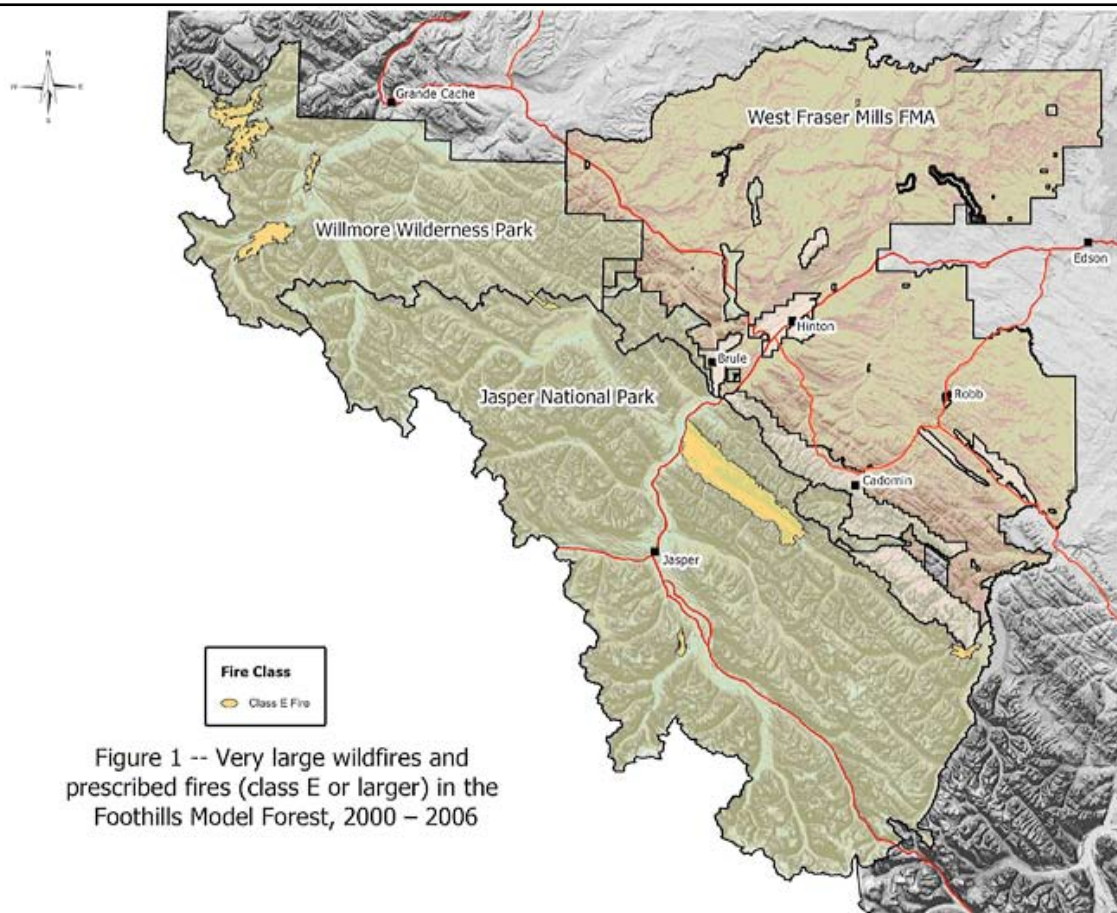 N
W
E
S
Grande Cache
West Fraser Mills FMA
Willmore Wilderness Park
Edson
Hinton
Brule
Jasper National Park
Robb
Cadomin
Jasper
Fire Class
Class E Fire
Figure 1 -- Very large wildfires and
prescribed fires (class E or larger) in the
Foothills Model Forest, 2000 – 2006